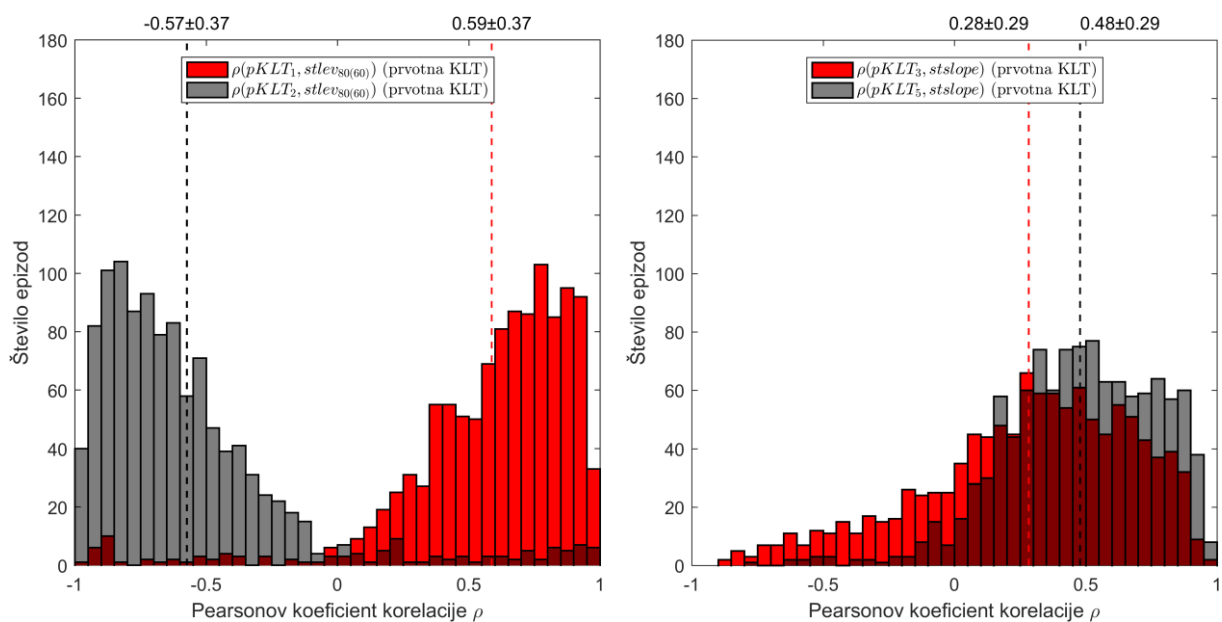 -0.57±0.37 0.59±0.37
180
160
140
120
100
80
60
40
20
0
Število epizod
ρ(pKLT₁, stlev₈₀₍₆₀₎) (prvotna KLT)
ρ(pKLT₂, stlev₈₀₍₆₀₎) (prvotna KLT)
-1 -0.5 0 0.5 1
Pearsonov koeficient korelacije ρ
0.28±0.29 0.48±0.29
180
160
140
120
100
80
60
40
20
0
Število epizod
ρ(pKLT₃, stslope) (prvotna KLT)
ρ(pKLT₅, stslope) (prvotna KLT)
-1 -0.5 0 0.5 1
Pearsonov koeficient korelacije ρ